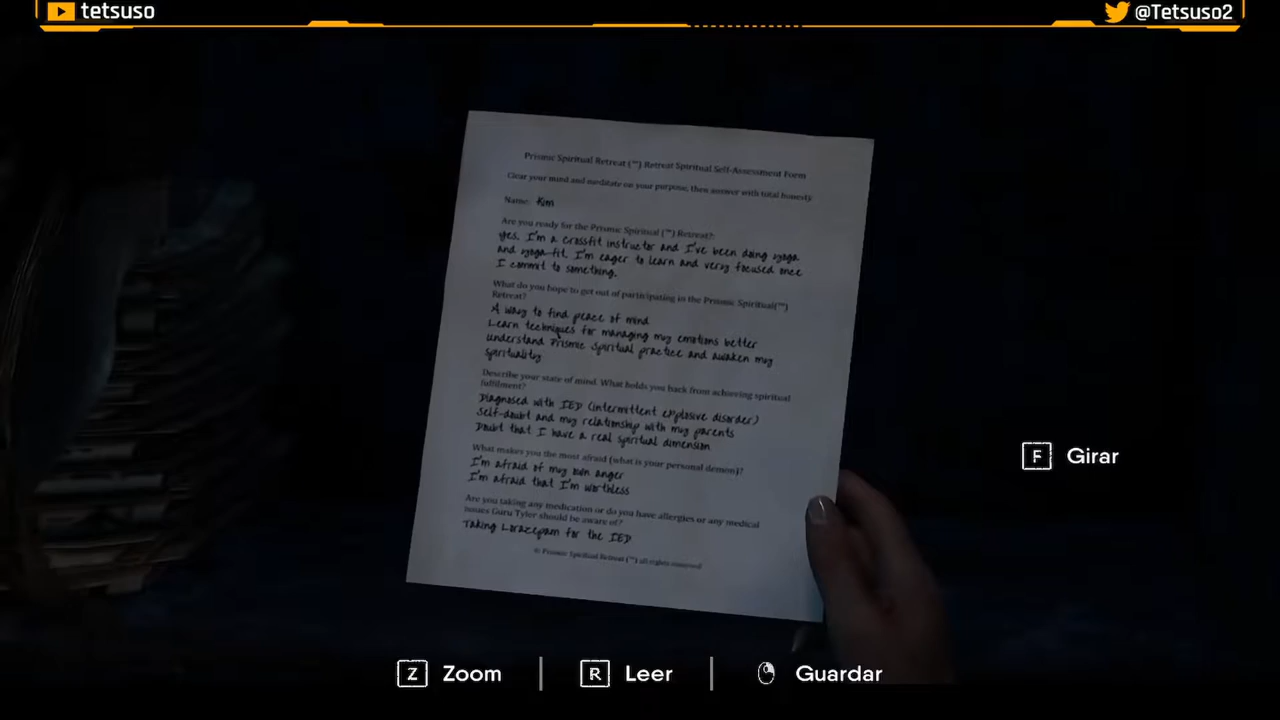 tetsuso
@Tetsuso2
Prismic Spiritual Retreat (™) Retreat Spiritual Self-Assessment Form
Clear your mind and meditate on your purpose, then answer with total honesty
Name: Kim
Are you ready for the Prismic Spiritual (™) Retreat?:
yes. I'm a crossfit instructor and I've been doing yoga
and yoga-fit. I'm eager to learn and very focused once
I commit to something.
What do you hope to get out of participating in the Prismic Spiritual(™)
Retreat?
A way to find peace of mind
Learn techniques for managing my emotions better
Understand Prismic Spiritual practice and awaken my
spirituality
Describe your state of mind. What holds you back from achieving spiritual
fulfilment?
Diagnosed with IED (intermittent explosive disorder)
Self-doubt and my relationship with my parents
Doubt that I have a real spiritual dimension
What makes you the most afraid (what is your personal demon)?
I'm afraid of my own anger
I'm afraid that I'm worthless
Are you taking any medication or do you have allergies or any medical
issues Guru Tyler should be aware of?
Taking Lorazepam for the IED
© Prismic Spiritual Retreat (™) all rights reserved
F Girar
Z Zoom
R Leer
Guardar